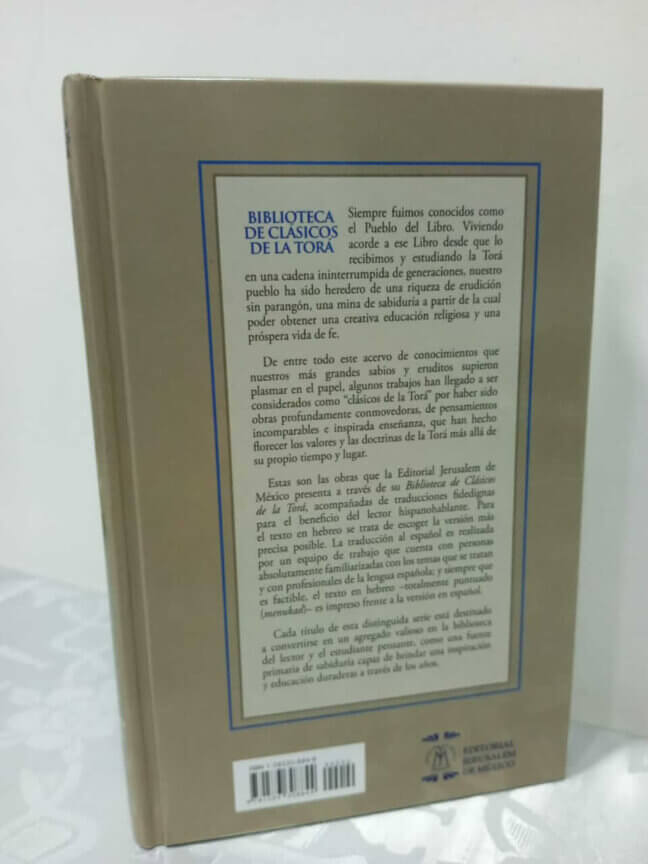 BIBLIOTECA
DE CLÁSICOS
DE LA TORÁ
Siempre fuimos conocidos como
el Pueblo del Libro. Viviendo
acorde a ese Libro desde que lo
recibimos y estudiando la Torá
en una cadena ininterrumpida de generaciones, nuestro
pueblo ha sido heredero de una riqueza de erudición
sin parangón, una mina de sabiduría a partir de la cual
poder obtener una creativa educación religiosa y una
próspera vida de fe.
De entre todo este acervo de conocimientos que
nuestros más grandes sabios y eruditos supieron
plasmar en el papel, algunos trabajos han llegado a ser
considerados como “clásicos de la Torá” por haber sido
obras profundamente conmovedoras, de pensamientos
incomparables e inspirada enseñanza, que han hecho
florecer los valores y las doctrinas de la Torá más allá de
su propio tiempo y lugar.
Estas son las obras que la Editorial Jerusalem de
México presenta a través de su Biblioteca de Clásicos
de la Torá, acompañadas de traducciones fidedignas
para el beneficio del lector hispanohablante. Para
el texto en hebreo se trata de escoger la versión más
precisa posible. La traducción al español es realizada
por un equipo de trabajo que cuenta con personas
absolutamente familiarizadas con los temas que se tratan
y con profesionales de la lengua española; y siempre que
es factible, el texto en hebreo –totalmente puntuado
(menukad)– es impreso frente a la versión en español.
Cada título de esta distinguida serie está destinado
a convertirse en un agregado valioso en la biblioteca
del lector y el estudiante pensante, como una fuente
primaria de sabiduría capaz de brindar una inspiración
y educación duraderas a través de los años.
ISBN
EDITORIAL
JERUSALEM
DE MÉXICO